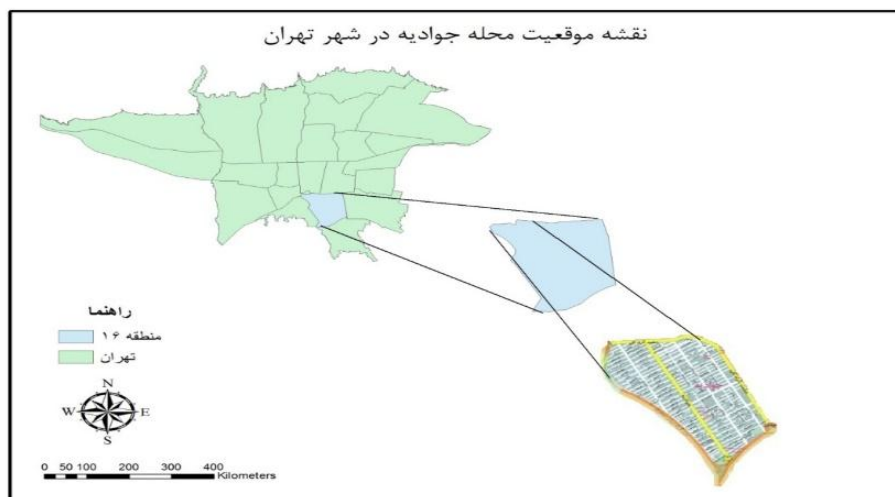 نقشه موقعیت محله جوادیه در شهر تهران
راهنما
منطقه ۱۶
تهران
N
W E
S
0 50 100 200 300 400
Kilometers